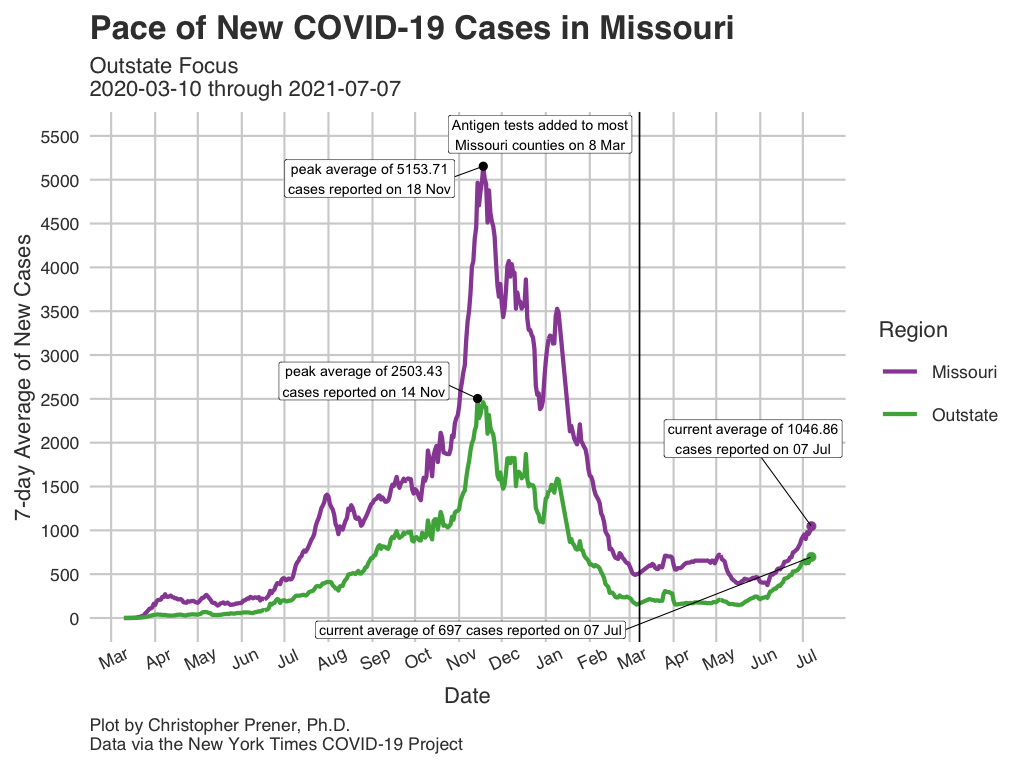 Pace of New COVID-19 Cases in Missouri
Outstate Focus
2020-03-10 through 2021-07-07
Antigen tests added to most
Missouri counties on 8 Mar
peak average of 5153.71
cases reported on 18 Nov
peak average of 2503.43
cases reported on 14 Nov
current average of 1046.86
cases reported on 07 Jul
current average of 697 cases reported on 07 Jul
7-day Average of New Cases
5500
5000
4500
4000
3500
3000
2500
2000
1500
1000
500
0
Mar Apr May Jun Jul Aug Sep Oct Nov Dec Jan Feb Mar Apr May Jun Jul
Date
Region
Missouri
Outstate
Plot by Christopher Prener, Ph.D.
Data via the New York Times COVID-19 Project